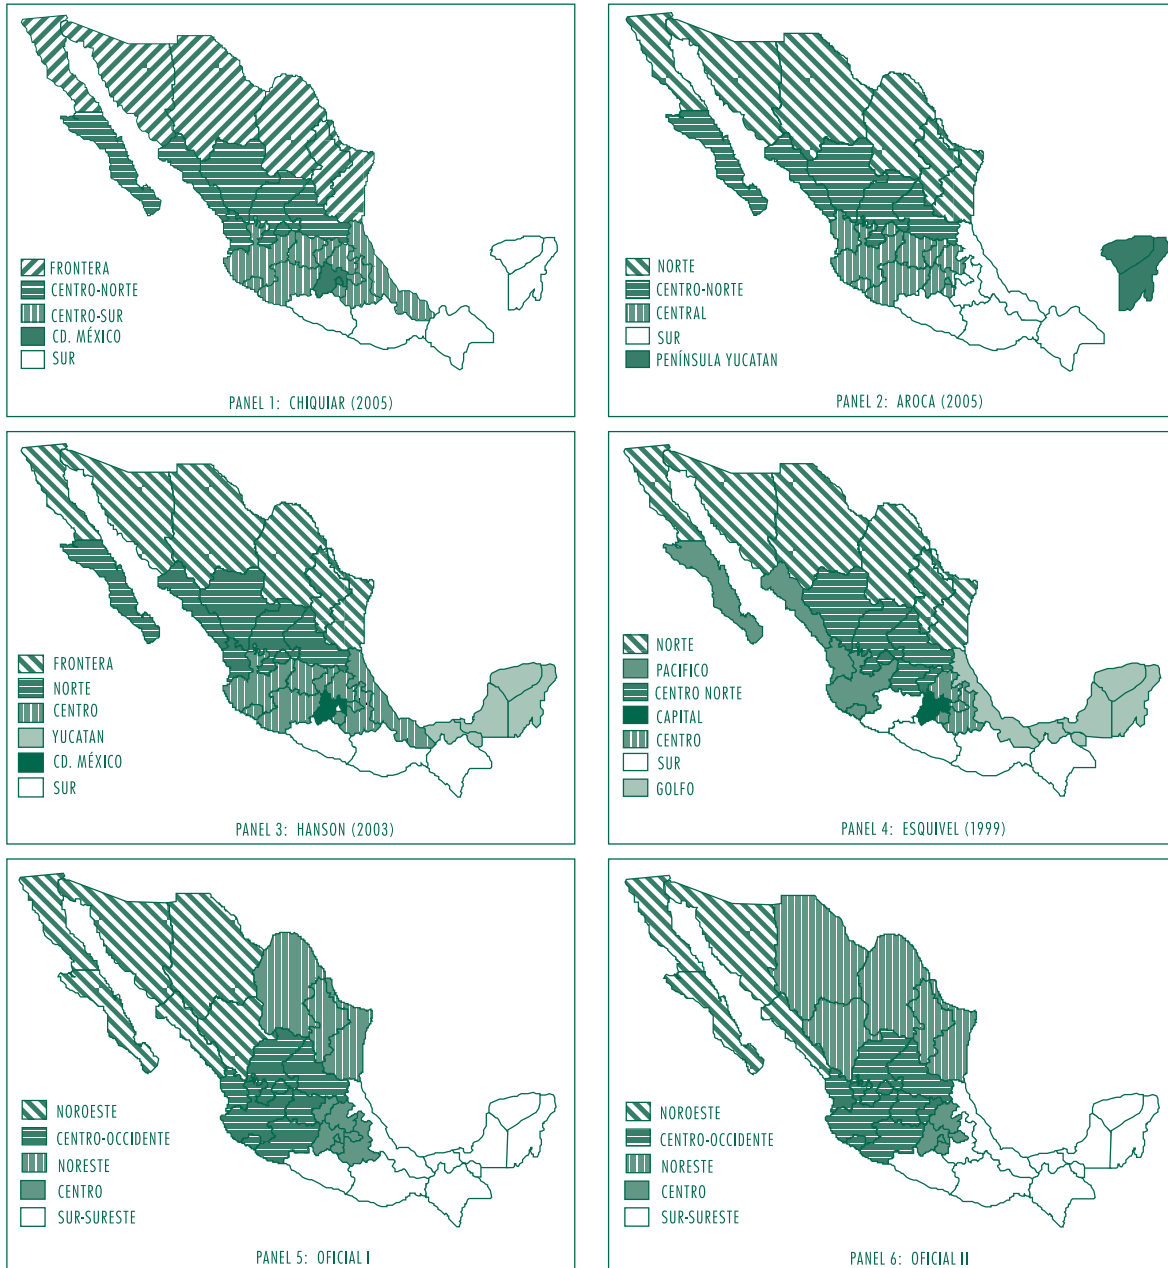 FRONTERA
CENTRO-NORTE
CENTRO-SUR
CD. MÉXICO
SUR
PANEL 1: CHIQUIAR (2005)
NORTE
CENTRO-NORTE
CENTRAL
SUR
PENÍNSULA YUCATAN
PANEL 2: AROCA (2005)
FRONTERA
NORTE
CENTRO
YUCATAN
CD. MÉXICO
SUR
PANEL 3: HANSON (2003)
NORTE
PACIFICO
CENTRO NORTE
CAPITAL
CENTRO
SUR
GOLFO
PANEL 4: ESQUIVEL (1999)
NOROESTE
CENTRO-OCCIDENTE
NORESTE
CENTRO
SUR-SURESTE
PANEL 5: OFICIAL I
NOROESTE
CENTRO-OCCIDENTE
NORESTE
CENTRO
SUR-SURESTE
PANEL 6: OFICIAL II